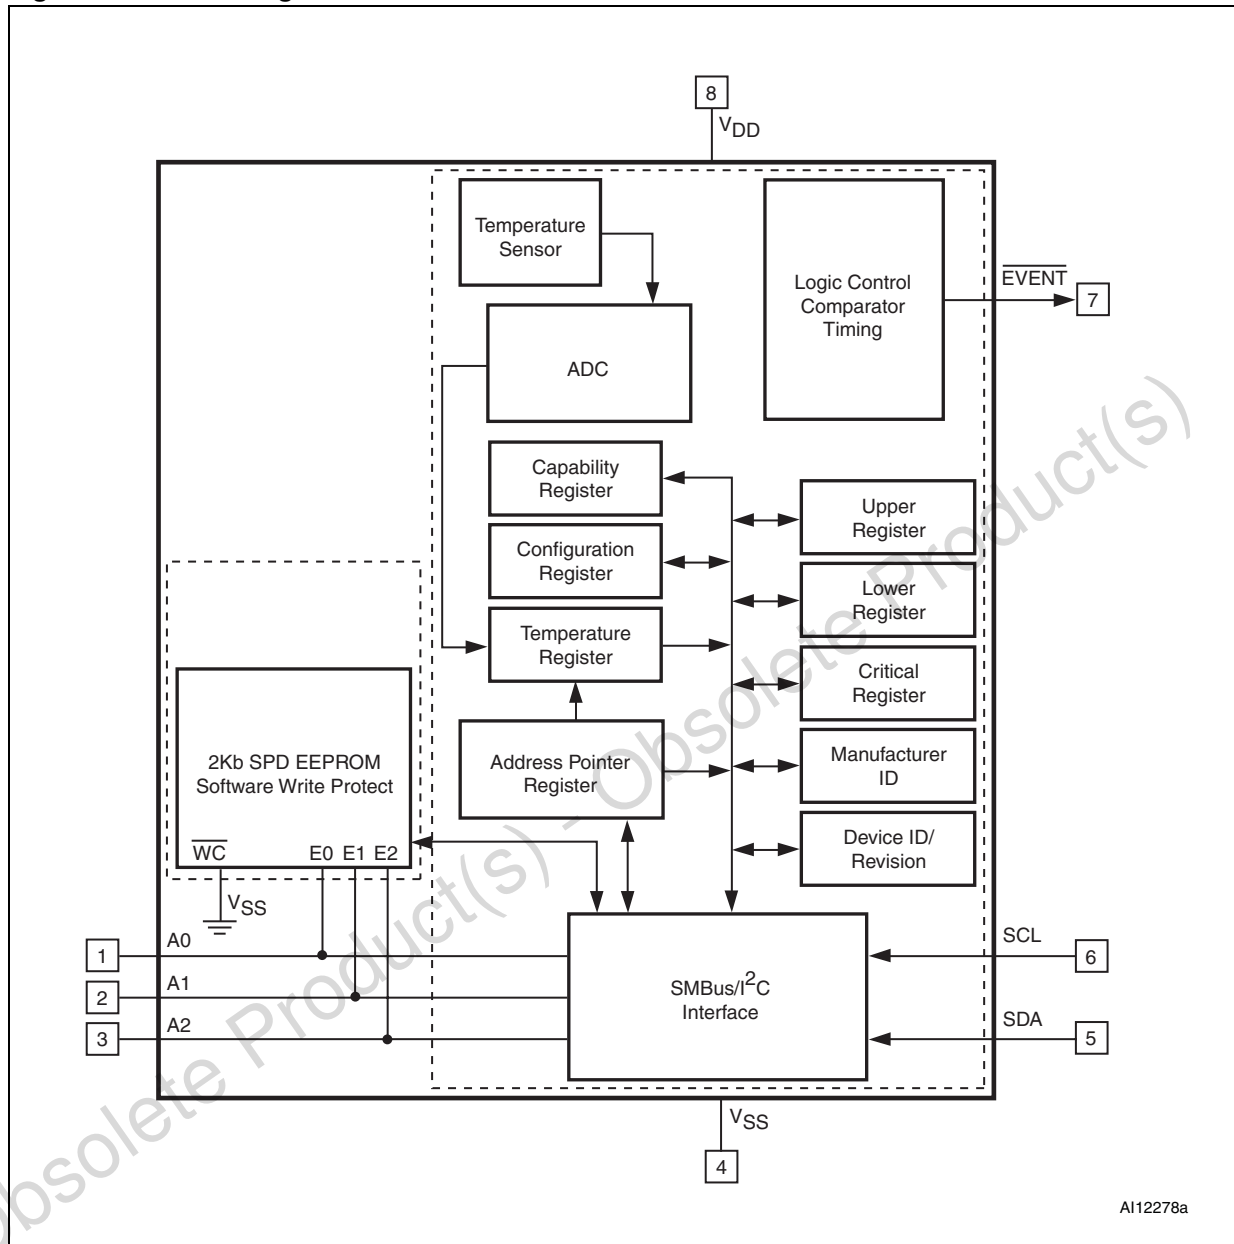 8
VDD
Temperature
Sensor
Logic Control
Comparator
Timing
EVENT
7
ADC
Capability
Register
Upper
Register
Configuration
Register
Lower
Register
Temperature
Register
Critical
Register
2Kb SPD EEPROM
Software Write Protect
Address Pointer
Register
Manufacturer
ID
WC E0 E1 E2
Device ID/
Revision
VSS
1 A0
2 A1
3 A2
SMBus/I2C
Interface
SCL 6
SDA 5
VSS
4
AI12278a
Obsolete Product(s) - Obsolete Product(s)